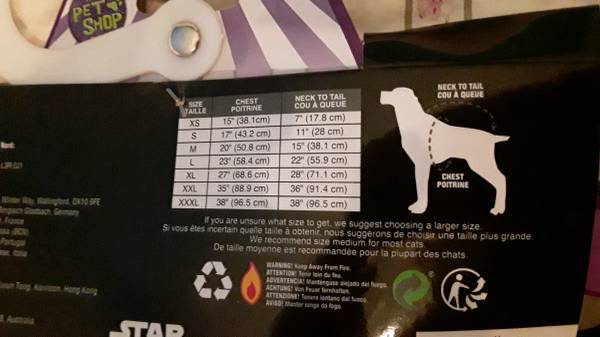 PET
SHOP
SIZE CHEST NECK TO TAIL
TAILLE POITRINE COU À QUEUE
XS 15" (38.1cm) 7" (17.8 cm)
S 17" (43.2 cm) 11" (28 cm)
M 20" (50.8 cm) 15" (38.1 cm)
L 23" (58.4 cm) 22" (55.9 cm)
XL 27" (68.6 cm) 28" (71.1 cm)
XXL 35" (88.9 cm) 36" (91.4 cm)
XXXL 38" (96.5 cm) 38" (96.5 cm)
NECK TO TAIL
COU À QUEUE
CHEST
POITRINE
If you are unsure what size to get, we suggest choosing a larger size.
Si vous êtes incertain quelle taille à obtenir, nous suggérons de choisir une taille plus grande.
We recommend size medium for most cats.
De taille moyenne est recommandée pour la plupart des chats.
WARNING! Keep Away From Fire.
ATTENTION! Tenir loin du feu.
ADVERTENCIA! Manténgase alejado del fuego.
ACHTUNG! Von Feuer fernhalten.
ATTENZIONE! Tenere lontano dal fuoco.
AVISO! Manter longe do fogo.
Winter Way, Wallingford, OX10 9FE
Germany
France
Portugal
Kowloon, Hong Kong
Australia
STAR